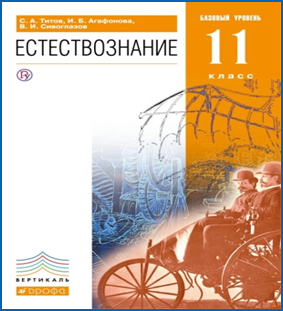 С. А. Титов, И. Б. Агафонова,
В. И. Сивоглазов
ЕСТЕСТВОЗНАНИЕ
БАЗОВЫЙ УРОВЕНЬ
11
класс
ВЕРТИКАЛЬ
дрофа